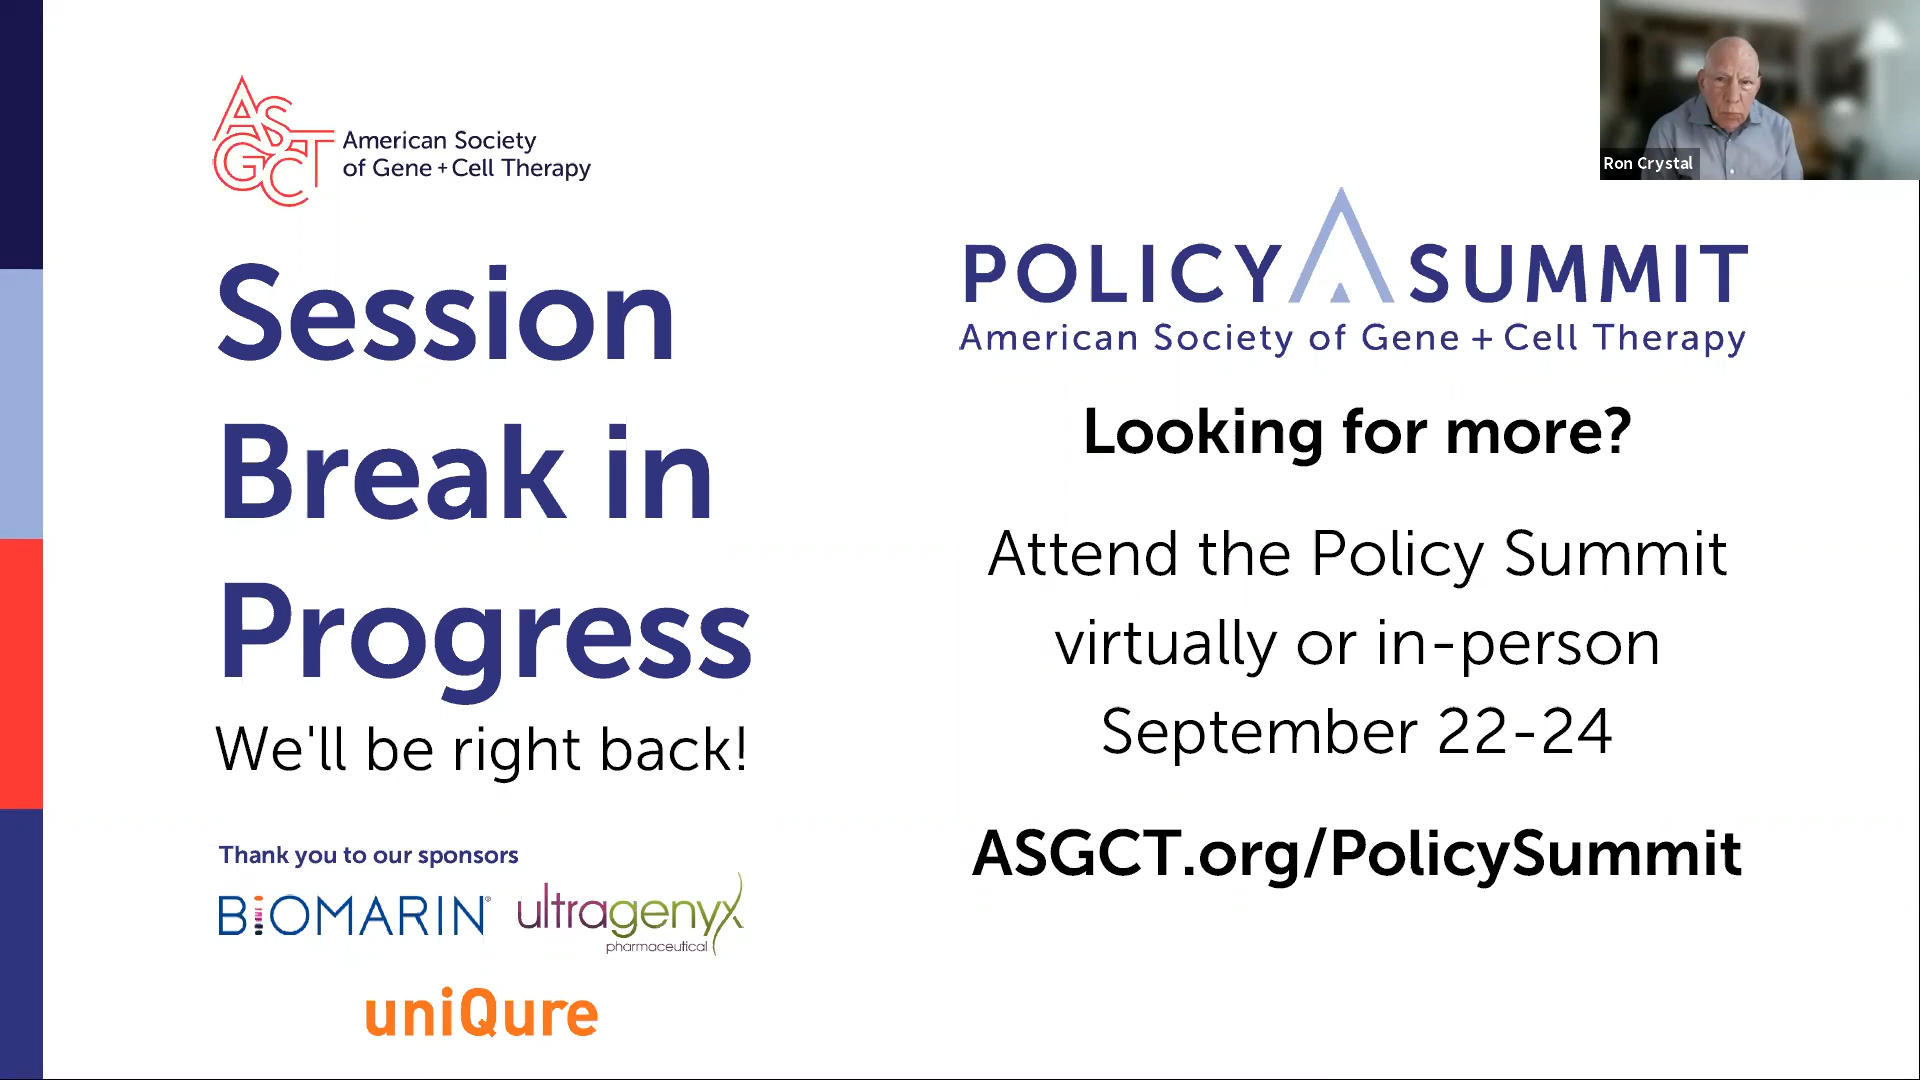 ASGCT
American Society
of Gene + Cell Therapy
Session
Break in
Progress
We'll be right back!
Thank you to our sponsors
BIOMARIN®
ultragenyx
pharmaceutical
uniQure
Ron Crystal
POLICY SUMMIT
American Society of Gene + Cell Therapy
Looking for more?
Attend the Policy Summit
virtually or in-person
September 22-24
ASGCT.org/PolicySummit